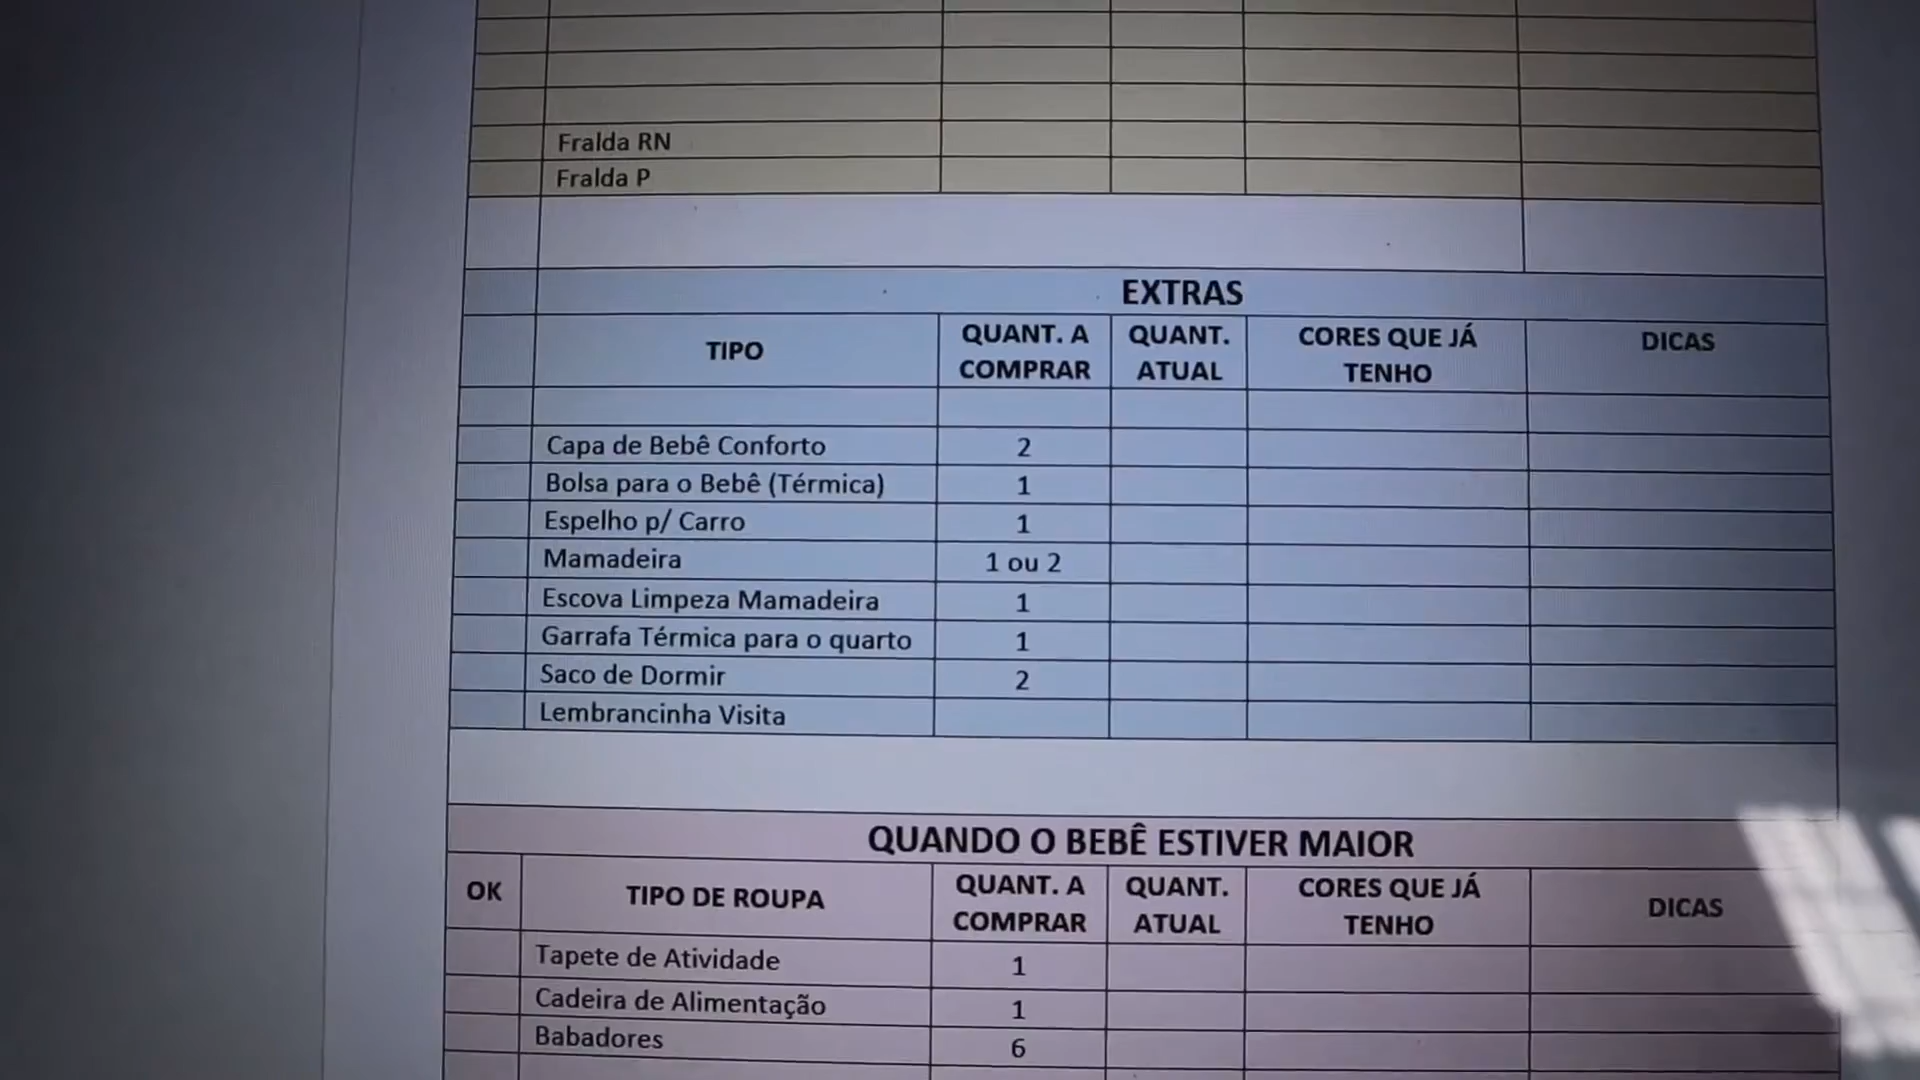 Fralda RN
Fralda P
EXTRAS
TIPO QUANT. A COMPRAR QUANT. ATUAL CORES QUE JÁ TENHO DICAS
Capa de Bebê Conforto 2
Bolsa para o Bebê (Térmica) 1
Espelho p/ Carro 1
Mamadeira 1 ou 2
Escova Limpeza Mamadeira 1
Garrafa Térmica para o quarto 1
Saco de Dormir 2
Lembrancinha Visita
QUANDO O BEBÊ ESTIVER MAIOR
OK TIPO DE ROUPA QUANT. A COMPRAR QUANT. ATUAL CORES QUE JÁ TENHO DICAS
Tapete de Atividade 1
Cadeira de Alimentação 1
Babadores 6